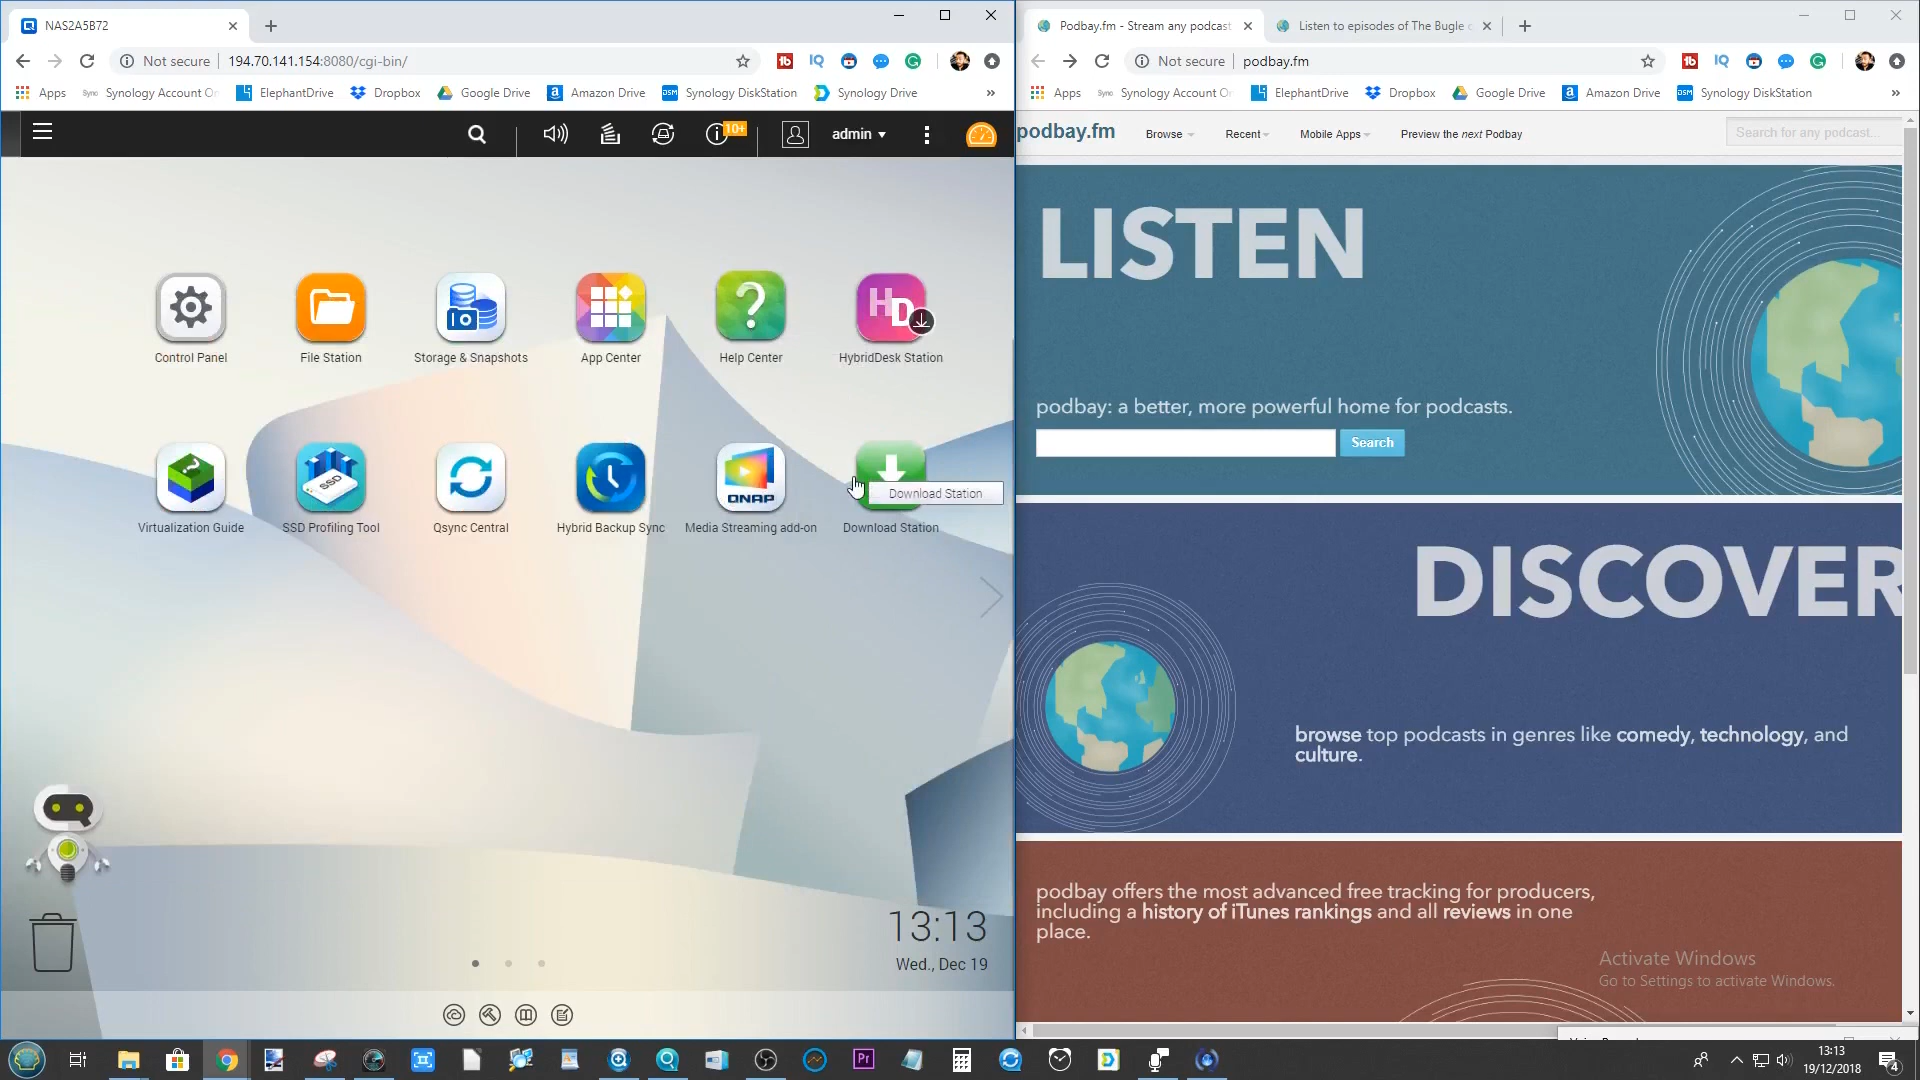 NAS2A5B72
Not secure
194.70.141.154:8080/cgi-bin/
Apps
Synology Account On
ElephantDrive
Dropbox
Google Drive
Amazon Drive
Synology DiskStation
Synology Drive
»
10+
admin
Control Panel
File Station
Storage & Snapshots
App Center
Help Center
HD
HybridDesk Station
SSD
QNAP
Virtualization Guide
SSD Profiling Tool
Qsync Central
Hybrid Backup Sync
Media Streaming add-on
Download Station
Download Station
13:13
Wed., Dec 19
Podbay.fm - Stream any podcast
Listen to episodes of The Bugle o
Not secure
podbay.fm
Apps
Synology Account On
ElephantDrive
Dropbox
Google Drive
Amazon Drive
Synology DiskStation
»
podbay.fm
Browse
Recent
Mobile Apps
Preview the next Podbay
Search for any podcast...
LISTEN
podbay: a better, more powerful home for podcasts.
Search
DISCOVER
browse top podcasts in genres like comedy, technology, and
culture.
podbay offers the most advanced free tracking for producers,
including a history of iTunes rankings and all reviews in one
place.
Activate Windows
Go to Settings to activate Windows.
Pr
13:13
19/12/2018
4